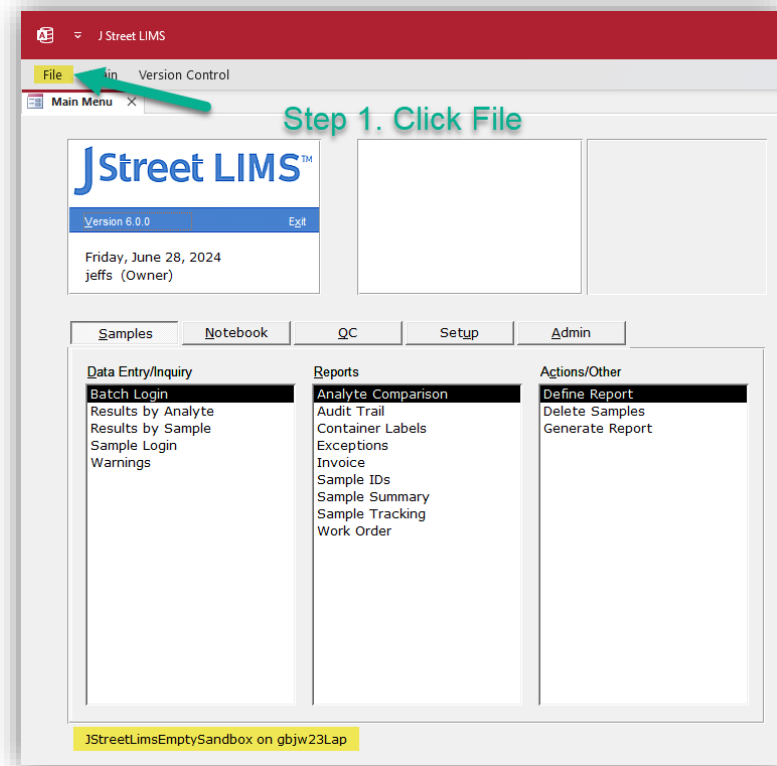 J Street LIMS
File Version Control
Main Menu
Step 1. Click File
JStreet LIMS™
Version 6.0.0 Exit
Friday, June 28, 2024
jeffs (Owner)
Samples Notebook QC Setup Admin
Data Entry/Inquiry Reports Actions/Other
Batch Login Analyte Comparison Define Report
Results by Analyte Audit Trail Delete Samples
Results by Sample Container Labels Generate Report
Sample Login Exceptions
Warnings Invoice
Sample IDs
Sample Summary
Sample Tracking
Work Order
JStreetLimsEmptySandbox on gbjw23Lap